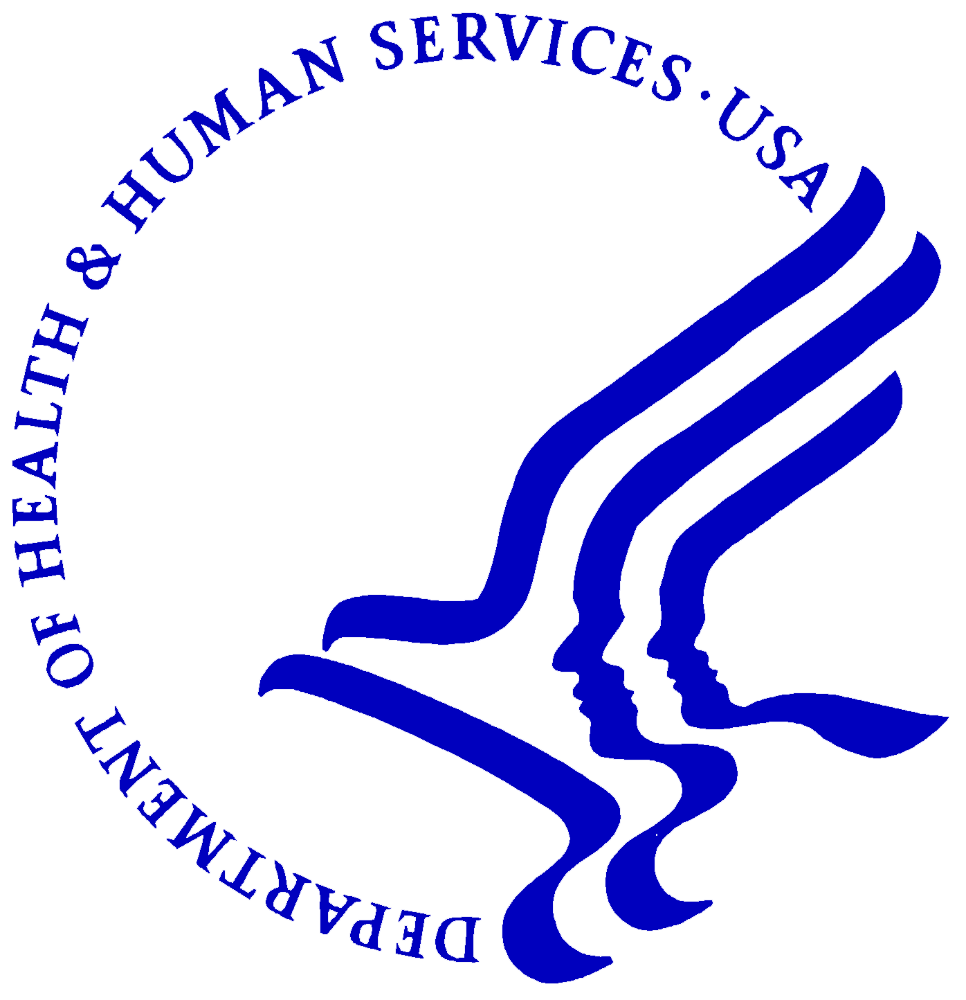 DEPARTMENT OF HEALTH & HUMAN SERVICES · USA